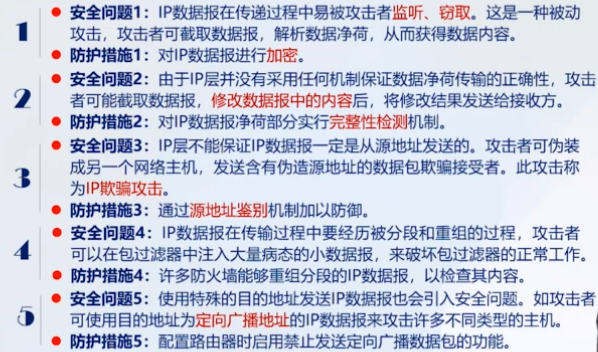 1
安全问题1：IP数据报在传递过程中易被攻击者监听、窃取。这是一种被动
攻击，攻击者可截取数据报，解析数据净荷，从而获得数据内容。
防护措施1：对IP数据报进行加密。
2
安全问题2：由于IP层并没有采用任何机制保证数据净荷传输的正确性，攻击
者可能截取数据报，修改数据报中的内容后，将修改结果发送给接收方。
防护措施2：对IP数据报净荷部分实行完整性检测机制。
3
安全问题3：IP层不能保证IP数据报一定是从源地址发送的。攻击者可伪装
成另一个网络主机，发送含有伪造源地址的数据包欺骗接受者。此攻击称
为IP欺骗攻击。
防护措施3：通过源地址鉴别机制加以防御。
4
安全问题4：IP数据报在传输过程中要经历被分段和重组的过程，攻击者
可以在包过滤器中注入大量病态的小数据报，来破坏包过滤器的正常工作。
防护措施4：许多防火墙能够重组分段的IP数据报，以检查其内容。
5
安全问题5：使用特殊的目的地址发送IP数据报也会引入安全问题。如攻击者
可使用目的地址为定向广播地址的IP数据报来攻击许多不同类型的主机。
防护措施5：配置路由器时启用禁止发送定向广播数据包的功能。